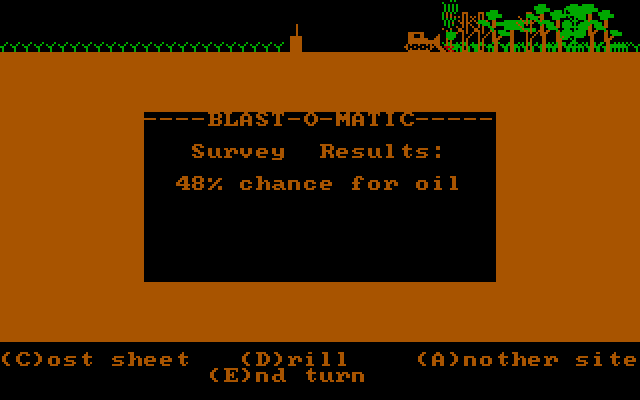 ----BLAST-O-MATIC-----
Survey Results:
48% chance for oil
(C)ost sheet (D)rill (A)nother site
(E)nd turn